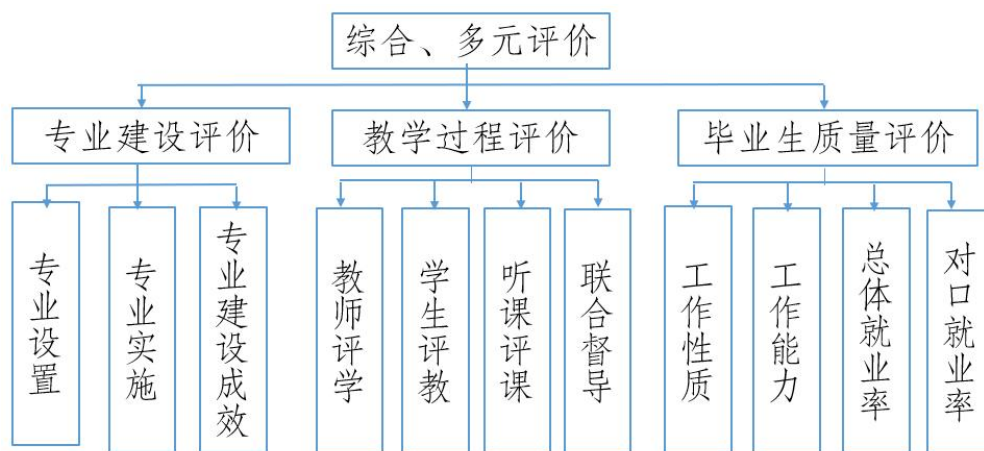 综合、多元评价
专业建设评价
教学过程评价
毕业生质量评价
专业设置
专业实施
专业建设成效
教师评学
学生评教
听课评课
联合督导
工作性质
工作能力
总体就业率
对口就业率